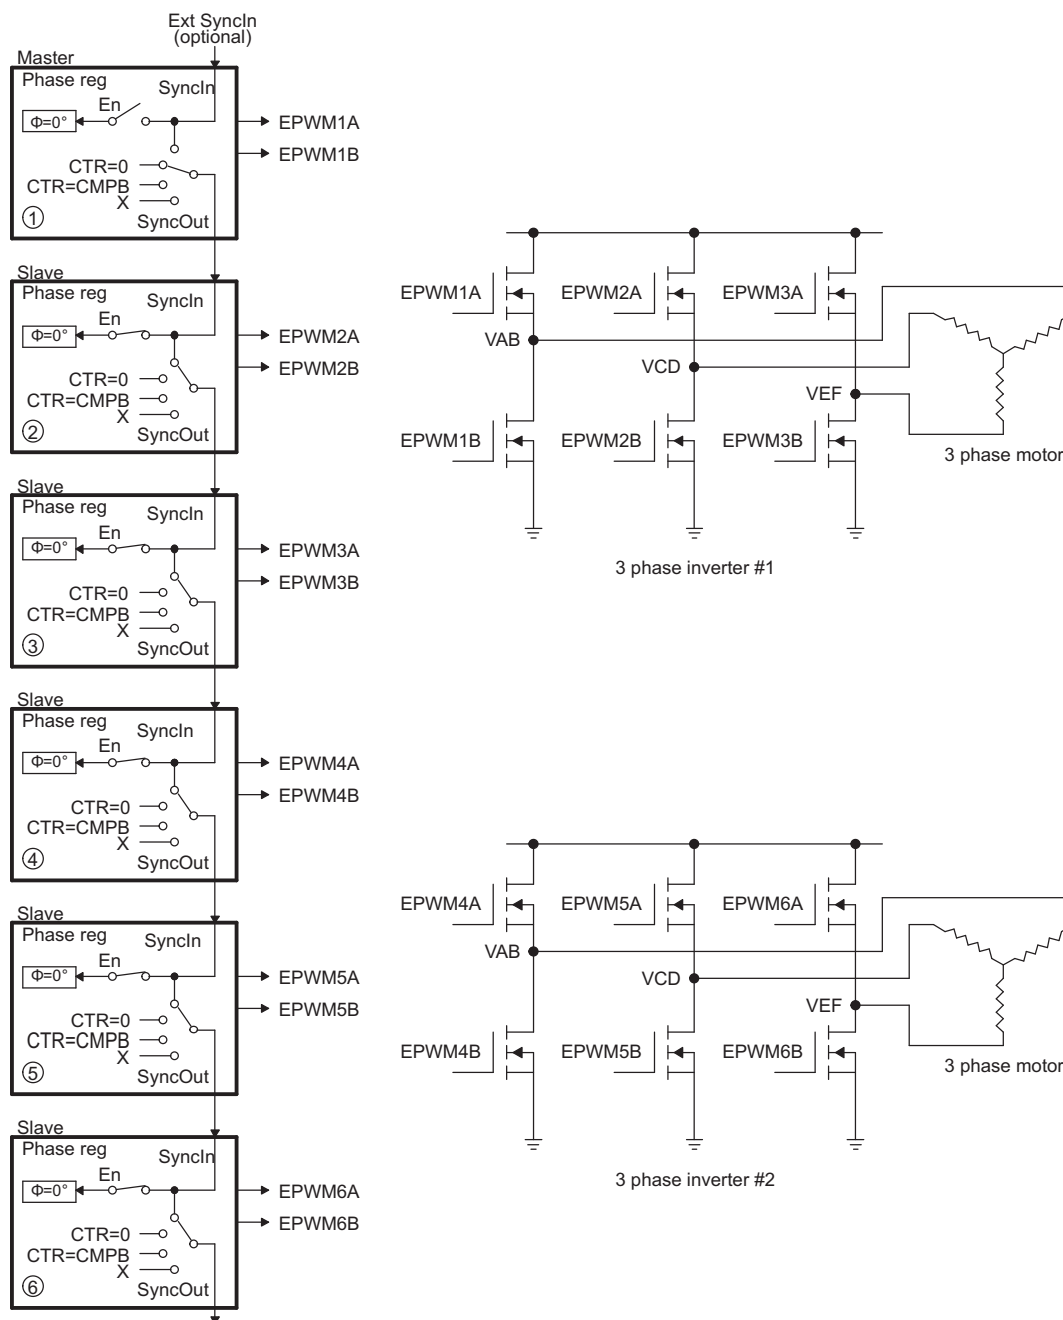 Ext SyncIn
(optional)
Master
Phase reg
SyncIn
En
Φ=0°
EPWM1A
EPWM1B
CTR=0
CTR=CMPB
X
1
SyncOut
Slave
Phase reg
SyncIn
En
Φ=0°
EPWM2A
EPWM2B
CTR=0
CTR=CMPB
X
2
SyncOut
Slave
Phase reg
SyncIn
En
Φ=0°
EPWM3A
EPWM3B
CTR=0
CTR=CMPB
X
3
SyncOut
Slave
Phase reg
SyncIn
En
Φ=0°
EPWM4A
EPWM4B
CTR=0
CTR=CMPB
X
4
SyncOut
Slave
Phase reg
SyncIn
En
Φ=0°
EPWM5A
EPWM5B
CTR=0
CTR=CMPB
X
5
SyncOut
Slave
Phase reg
SyncIn
En
Φ=0°
EPWM6A
EPWM6B
CTR=0
CTR=CMPB
X
6
SyncOut
EPWM1A
EPWM2A
EPWM3A
VAB
VCD
VEF
EPWM1B
EPWM2B
EPWM3B
3 phase motor
3 phase inverter #1
EPWM4A
EPWM5A
EPWM6A
VAB
VCD
VEF
EPWM4B
EPWM5B
EPWM6B
3 phase motor
3 phase inverter #2